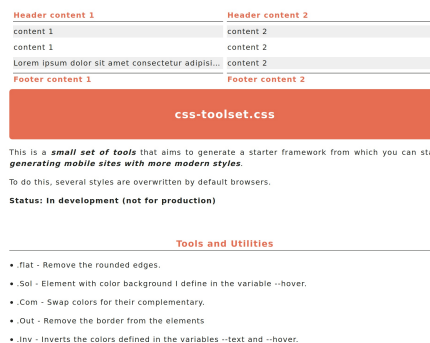 Header content 1 Header content 2
content 1 content 2
content 1 content 2
Lorem ipsum dolor sit amet consectetur adipisi... content 2
Footer content 1 Footer content 2
css-toolset.css
This is a small set of tools that aims to generate a starter framework from which you can
generating mobile sites with more modern styles.
To do this, several styles are overwritten by default browsers.
Status: In development (not for production)
Tools and Utilities
• .flat - Remove the rounded edges.
• .Sol - Element with color background I define in the variable --hover.
• .Com - Swap colors for their complementary.
• .Out - Remove the border from the elements
• .Inv - Inverts the colors defined in the variables --text and --hover.